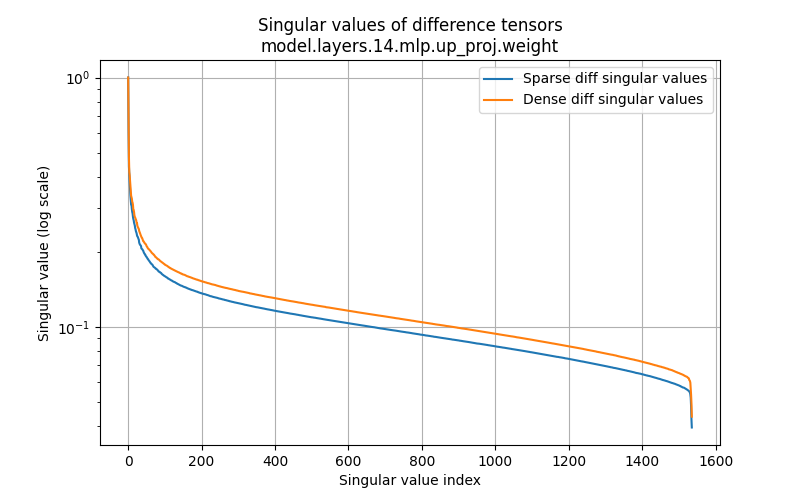 Singular values of difference tensors
model.layers.14.mlp.up_proj.weight
Sparse diff singular values
Dense diff singular values
Singular value (log scale)
10⁰
10⁻¹
0 200 400 600 800 1000 1200 1400 1600
Singular value index